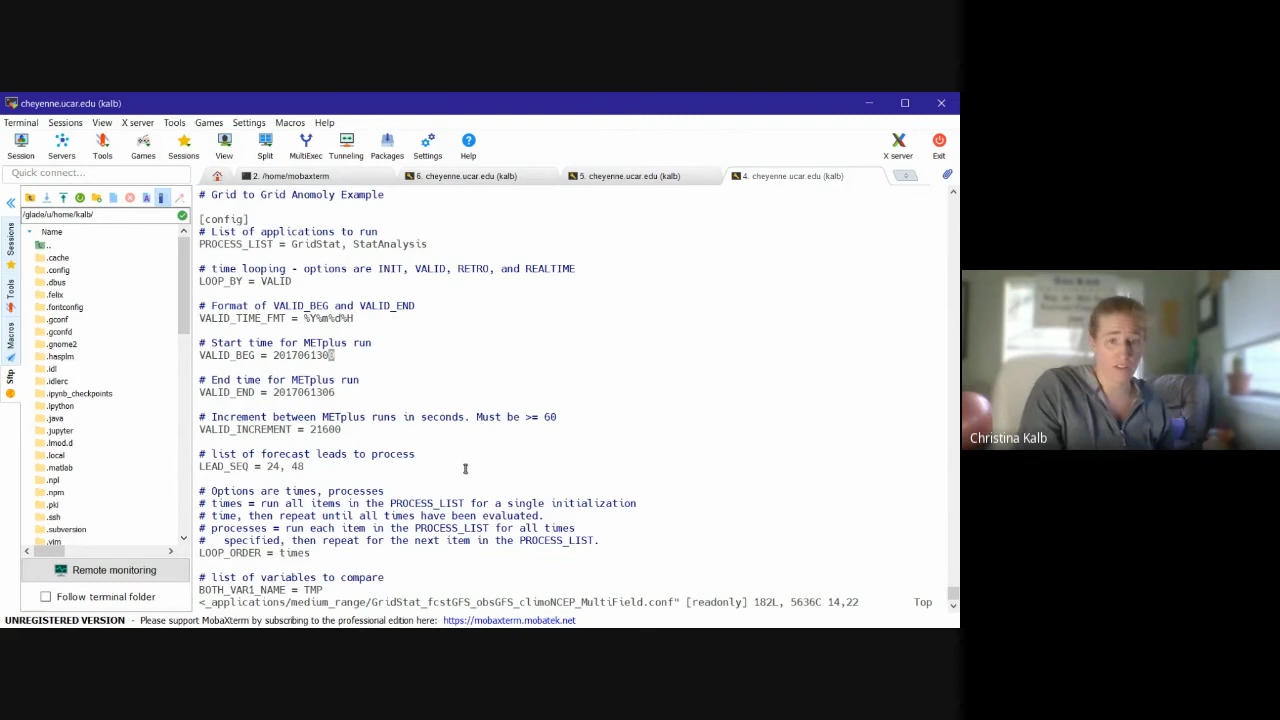 cheyenne.ucar.edu (kalb)
Terminal Sessions View X server Tools Games Settings Macros Help
Session Servers Tools Games Sessions View Split MultiExec Tunneling Packages Settings Help X server Exit
Quick connect...
2. /home/mobaxterm
6. cheyenne.ucar.edu (kalb)
5. cheyenne.ucar.edu (kalb)
4. cheyenne.ucar.edu (kalb)
Sessions
Tools
Macros
Sftp
/glade/u/home/kalb/
Name
..
.cache
.config
.dbus
.felix
.fontconfig
.gconf
.gconfd
.gnome2
.hasplm
.idl
.idlerc
.ipynb_checkpoints
.ipython
.java
.jupyter
.lmod.d
.local
.matlab
.npl
.npm
.pki
.ssh
.subversion
.vim
Remote monitoring
Follow terminal folder
# Grid to Grid Anomoly Example
[config]
# List of applications to run
PROCESS_LIST = GridStat, StatAnalysis
# time looping - options are INIT, VALID, RETRO, and REALTIME
LOOP_BY = VALID
# Format of VALID_BEG and VALID_END
VALID_TIME_FMT = %Y%m%d%H
# Start time for METplus run
VALID_BEG = 2017061300
# End time for METplus run
VALID_END = 2017061306
# Increment between METplus runs in seconds. Must be >= 60
VALID_INCREMENT = 21600
# list of forecast leads to process
LEAD_SEQ = 24, 48
# Options are times, processes
# times = run all items in the PROCESS_LIST for a single initialization
# time, then repeat until all times have been evaluated.
# processes = run each item in the PROCESS_LIST for all times
#   specified, then repeat for the next item in the PROCESS_LIST.
LOOP_ORDER = times
# list of variables to compare
BOTH_VAR1_NAME = TMP
<_applications/medium_range/GridStat_fcstGFS_obsGFS_climoNCEP_MultiField.conf" [readonly] 182L, 5636C 14,22 Top
UNREGISTERED VERSION - Please support MobaXterm by subscribing to the professional edition here: https://mobaxterm.mobatek.net
Christina Kalb